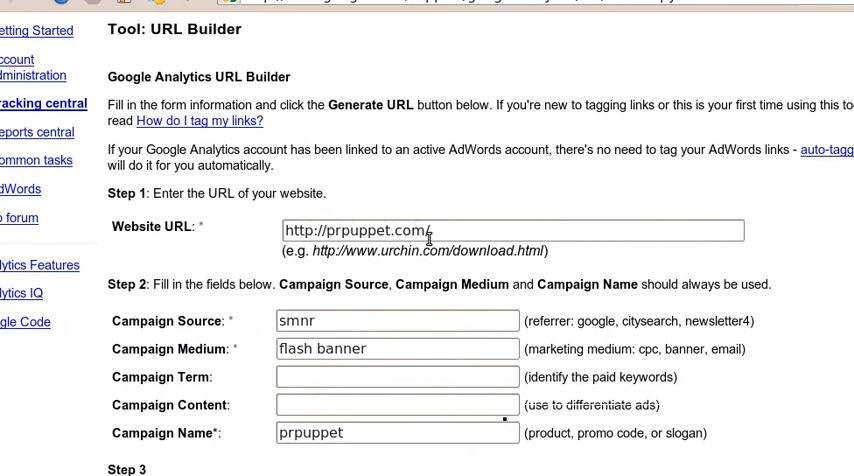 Tool: URL Builder
etting Started
ccount
dministration
racking central
eports central
ommon tasks
dWords
o forum
lytics Features
lytics IQ
gle Code
Google Analytics URL Builder
Fill in the form information and click the Generate URL button below. If you're new to tagging links or this is your first time using this to
read How do I tag my links?
If your Google Analytics account has been linked to an active AdWords account, there's no need to tag your AdWords links - auto-tagg
will do it for you automatically.
Step 1: Enter the URL of your website.
Website URL: * http://prpuppet.com/
(e.g. http://www.urchin.com/download.html)
Step 2: Fill in the fields below. Campaign Source, Campaign Medium and Campaign Name should always be used.
Campaign Source: * smnr (referrer: google, citysearch, newsletter4)
Campaign Medium: * flash banner (marketing medium: cpc, banner, email)
Campaign Term: (identify the paid keywords)
Campaign Content: (use to differentiate ads)
Campaign Name*: prpuppet (product, promo code, or slogan)
Step 3